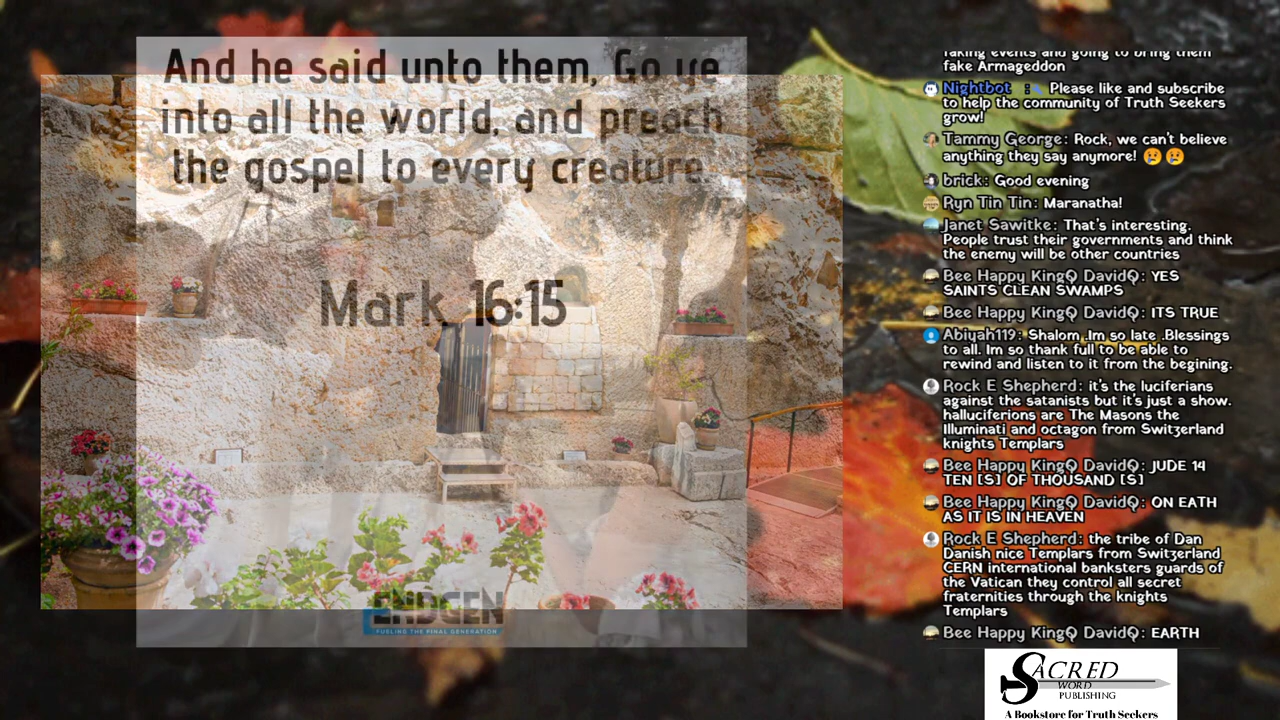 And he said unto them, Go ye
into all the world, and preach
the gospel to every creature.
Mark 16:15
ENDGEN
FUELING THE FINAL GENERATION
faking events and going to bring them
fake Armageddon
Nightbot : Please like and subscribe
to help the community of Truth Seekers
grow!
Tammy George: Rock, we can't believe
anything they say anymore! 😢 😢
brick: Good evening
Ryn Tin Tin: Maranatha!
Janet Sawitke: That's interesting.
People trust their governments and think
the enemy will be other countries
Bee Happy KingQ DavidQ: YES
SAINTS CLEAN SWAMPS
Bee Happy KingQ DavidQ: ITS TRUE
Abiyah119: Shalom .Im so late .Blessings
to all. Im so thank full to be able to
rewind and listen to it from the begining.
Rock E Shepherd: it's the luciferians
against the satanists but it's just a show.
halluciferions are The Masons the
Illuminati and octagon from Switzerland
knights Templars
Bee Happy KingQ DavidQ: JUDE 14
TEN [S] OF THOUSAND [S]
Bee Happy KingQ DavidQ: ON EATH
AS IT IS IN HEAVEN
Rock E Shepherd: the tribe of Dan
Danish nice Templars from Switzerland
CERN international banksters guards of
the Vatican they control all secret
fraternities through the knights
Templars
Bee Happy KingQ DavidQ: EARTH
SACRED
WORD
PUBLISHING
A Bookstore for Truth Seekers